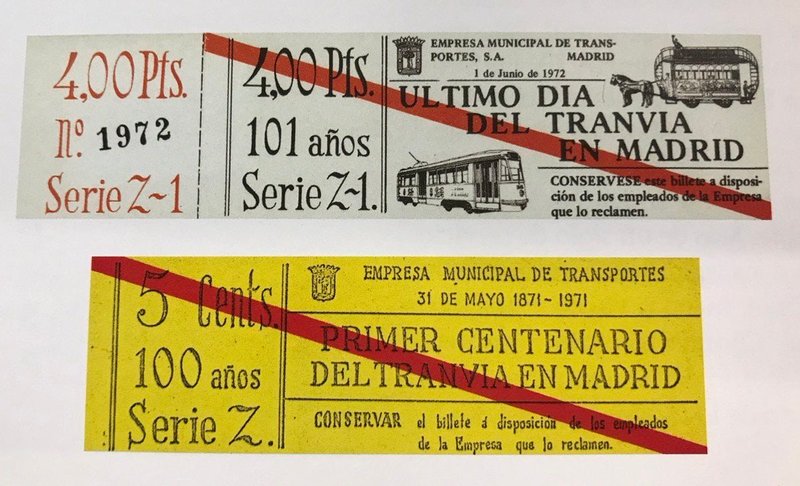 4,00 Pts.
Nº. 1972
Serie Z-1
4,00 Pts.
101 años
Serie Z-1.
EMPRESA MUNICIPAL DE TRANS-
PORTES, S.A. MADRID
1 de Junio de 1972
ULTIMO DIA
DEL TRANVIA
EN MADRID
CONSERVESE este billete a disposi-
ción de los empleados de la Empresa
que lo reclamen.
5 Cents.
100 años
Serie Z.
EMPRESA MUNICIPAL DE TRANSPORTES
31 DE MAYO 1871-1971
PRIMER CENTENARIO
DEL TRANVIA EN MADRID
CONSERVAR el billete á disposición de los empleados
de la Empresa que lo reclamen.